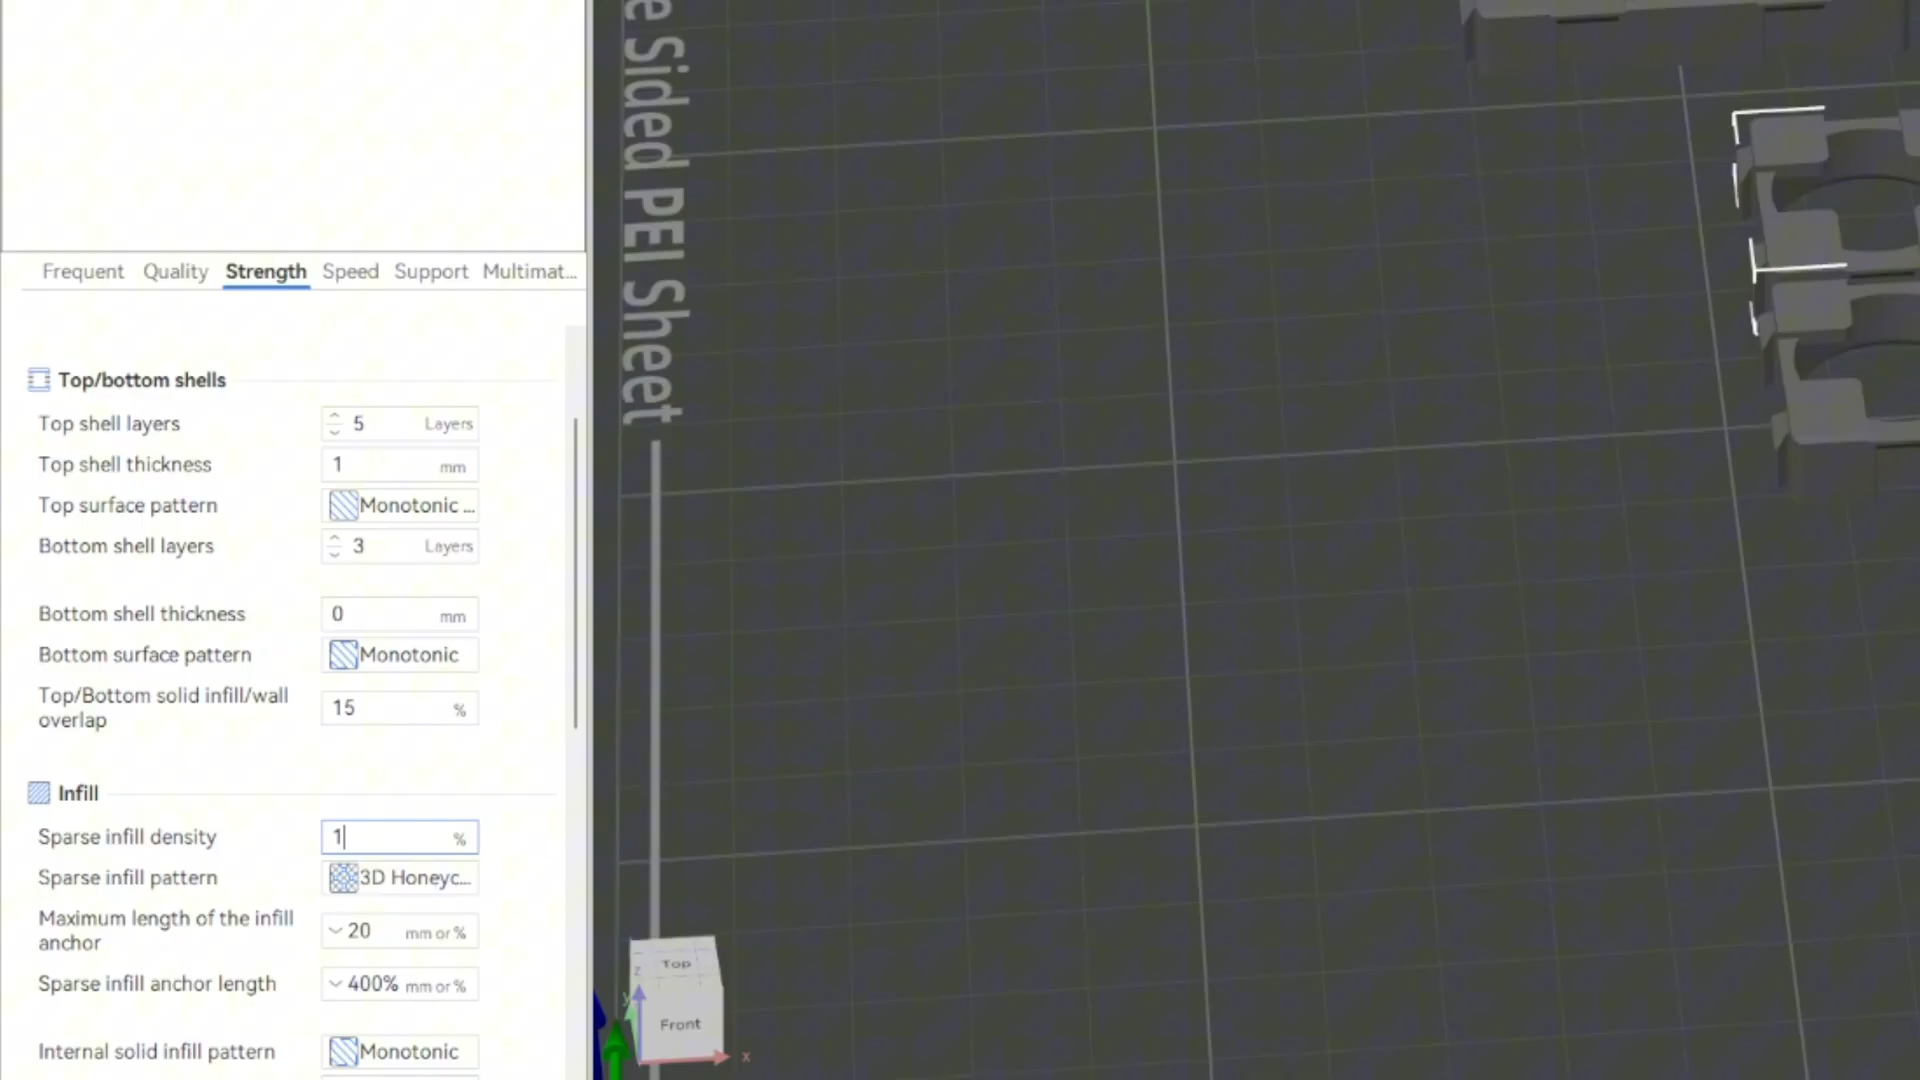 Frequent Quality Strength Speed Support Multimat...
Top/bottom shells
Top shell layers 5 Layers
Top shell thickness 1 mm
Top surface pattern Monotonic ...
Bottom shell layers 3 Layers
Bottom shell thickness 0 mm
Bottom surface pattern Monotonic
Top/Bottom solid infill/wall
overlap 15 %
Infill
Sparse infill density 1 %
Sparse infill pattern 3D Honeyc...
Maximum length of the infill
anchor 20 mm or %
Sparse infill anchor length 400% mm or %
Internal solid infill pattern Monotonic
e Sided PEI Sheet
Top
z
y
Front
x